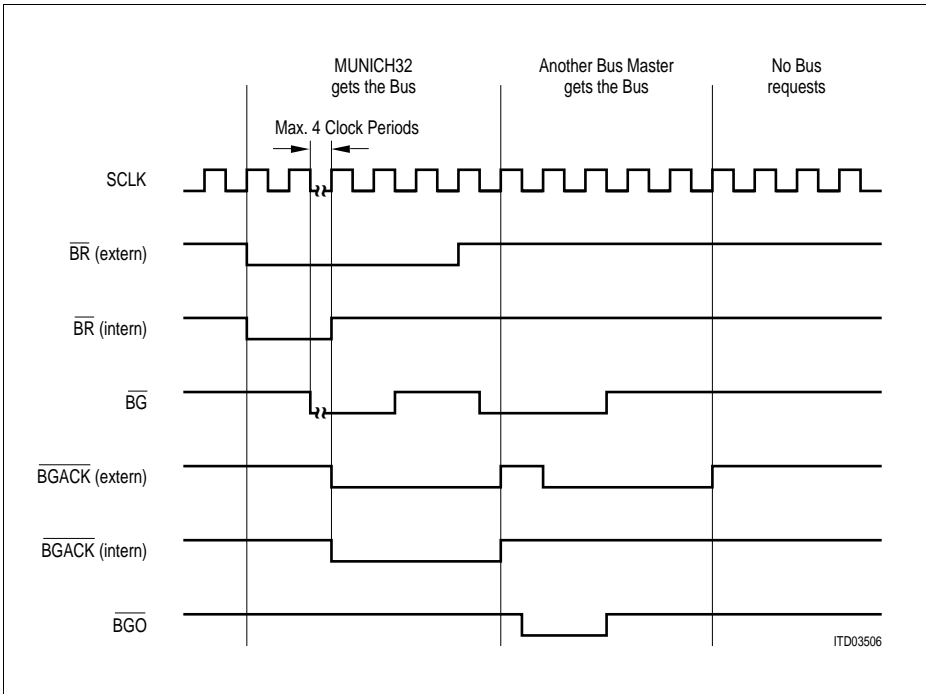 MUNICH32
gets the Bus
Another Bus Master
gets the Bus
No Bus
requests
Max. 4 Clock Periods
SCLK
BR (extern)
BR (intern)
BG
BGACK (extern)
BGACK (intern)
BGO
ITD03506